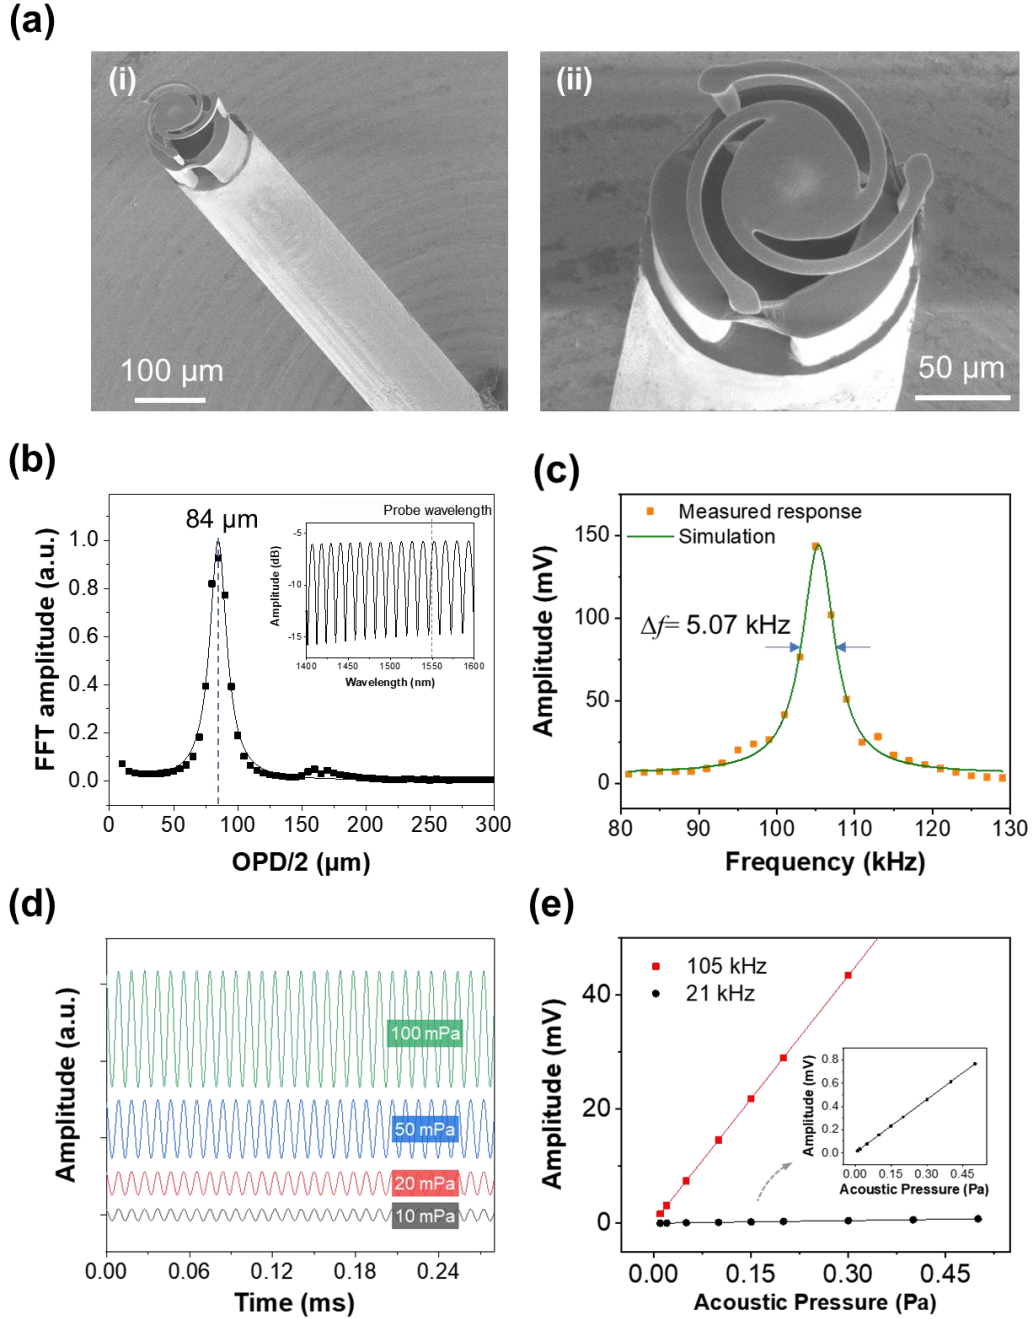 (a)
(i)
100 μm
(ii)
50 μm
(b)
84 μm
FFT amplitude (a.u.)
1.0
0.8
0.6
0.4
0.2
0.0
0 50 100 150 200 250 300
OPD/2 (μm)
Probe wavelength
Amplitude (dB)
-5
-10
-15
1400 1450 1500 1550 1600
Wavelength (nm)
(c)
Measured response
Simulation
Δf= 5.07 kHz
Amplitude (mV)
150
100
50
0
80 90 100 110 120 130
Frequency (kHz)
(d)
Amplitude (a.u.)
100 mPa
50 mPa
20 mPa
10 mPa
0.00 0.06 0.12 0.18 0.24
Time (ms)
(e)
105 kHz
21 kHz
Amplitude (mV)
40
20
0
0.00 0.15 0.30 0.45
Acoustic Pressure (Pa)
Amplitude (mV)
0.8
0.6
0.4
0.2
0.0
0.00 0.15 0.30 0.45
Acoustic Pressure (Pa)